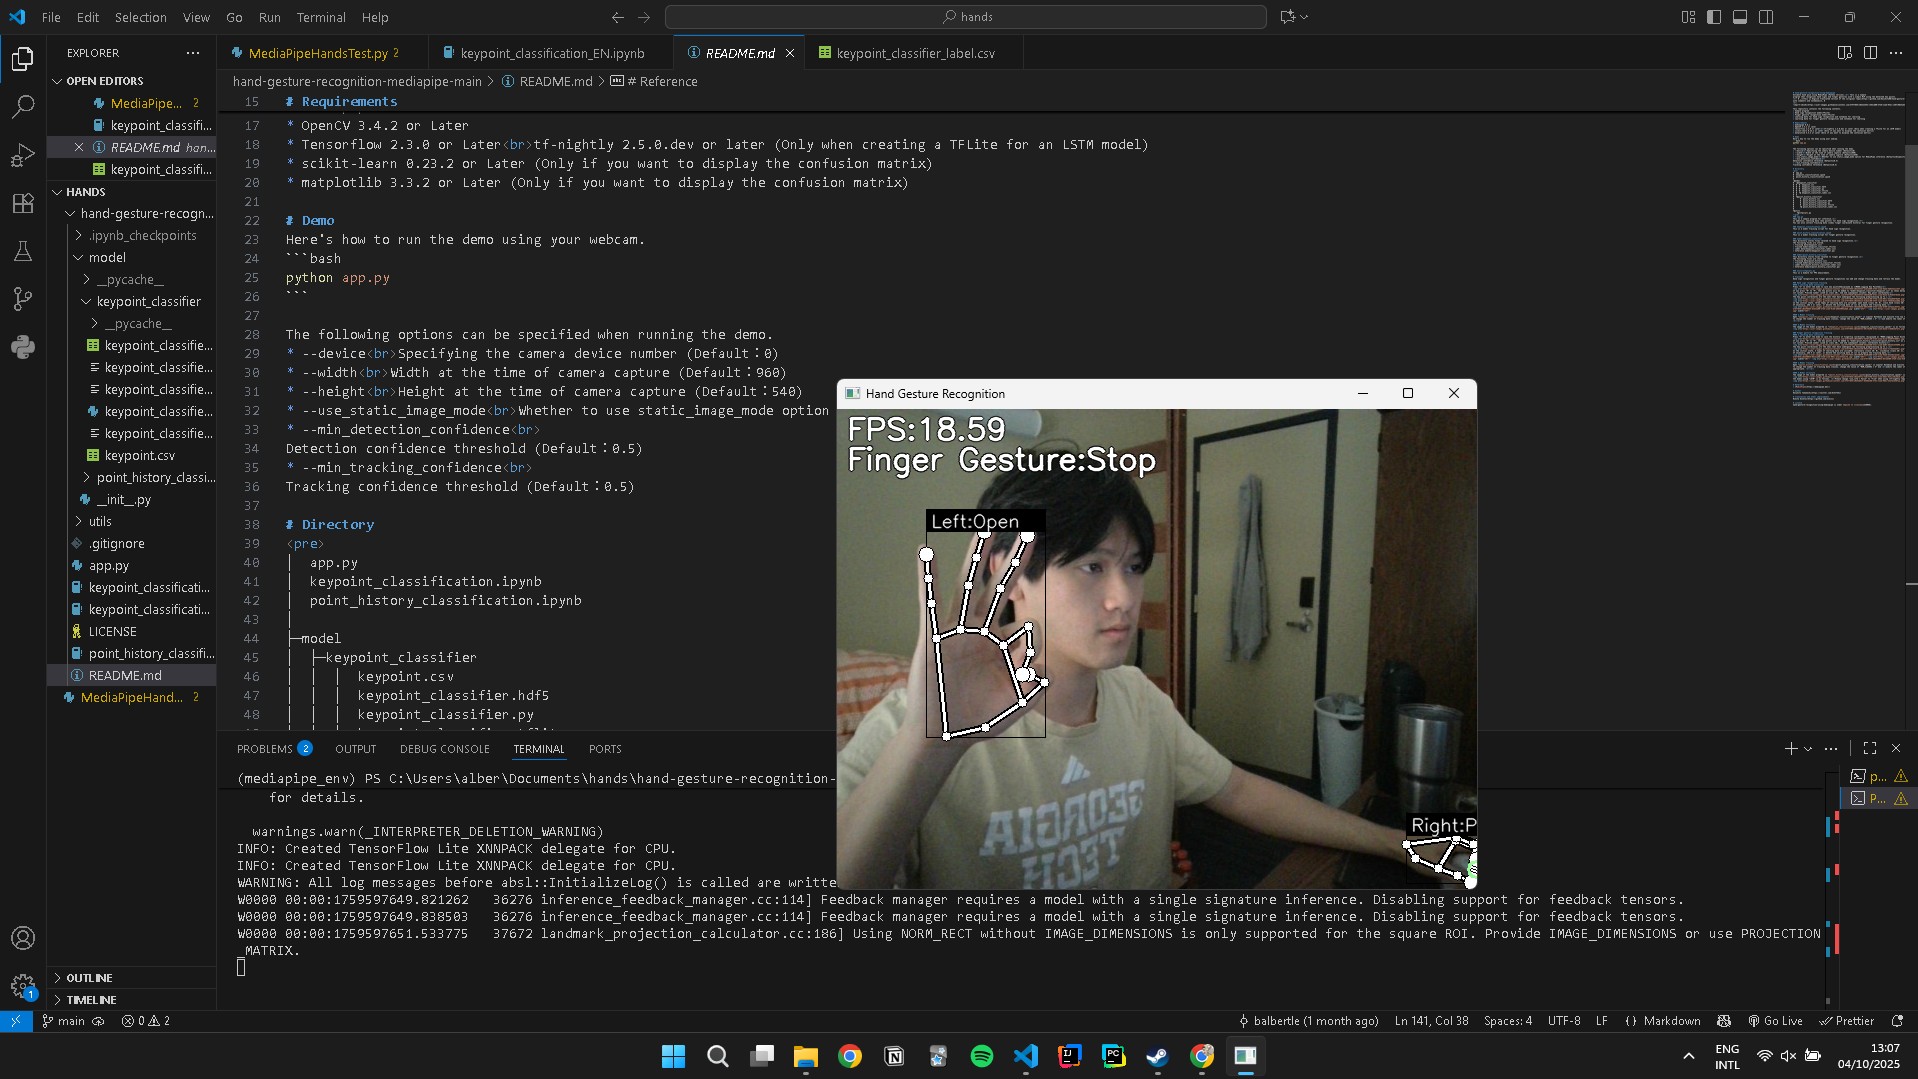 File Edit Selection View Go Run Terminal Help
hands
EXPLORER
MediaPipeHandsTest.py 2
keypoint_classification_EN.ipynb
README.md
keypoint_classifier_label.csv
OPEN EDITORS
MediaPipe... 2
keypoint_classifi...
README.md han...
keypoint_classifi...
HANDS
hand-gesture-recogn...
.ipynb_checkpoints
model
__pycache__
keypoint_classifier
__pycache__
keypoint_classifie...
keypoint_classifie...
keypoint_classifie...
keypoint_classifie...
keypoint_classifie...
keypoint.csv
point_history_classi...
__init__.py
utils
.gitignore
app.py
keypoint_classificati...
keypoint_classificati...
LICENSE
point_history_classifi...
README.md
MediaPipeHand... 2
OUTLINE
TIMELINE
hand-gesture-recognition-mediapipe-main > README.md > # Reference
15 # Requirements
17 * OpenCV 3.4.2 or Later
18 * Tensorflow 2.3.0 or Later<br>tf-nightly 2.5.0.dev or later (Only when creating a TFLite for an LSTM model)
19 * scikit-learn 0.23.2 or Later (Only if you want to display the confusion matrix)
20 * matplotlib 3.3.2 or Later (Only if you want to display the confusion matrix)
21
22 # Demo
23 Here's how to run the demo using your webcam.
24 ```bash
25 python app.py
26 ```
27
28 The following options can be specified when running the demo.
29 * --device<br>Specifying the camera device number (Default：0)
30 * --width<br>Width at the time of camera capture (Default：960)
31 * --height<br>Height at the time of camera capture (Default：540)
32 * --use_static_image_mode<br>Whether to use static_image_mode option
33 * --min_detection_confidence<br>
34 Detection confidence threshold (Default：0.5)
35 * --min_tracking_confidence<br>
36 Tracking confidence threshold (Default：0.5)
37
38 # Directory
39 <pre>
40 │ app.py
41 │ keypoint_classification.ipynb
42 │ point_history_classification.ipynb
43 │
44 ├─model
45 │ ├─keypoint_classifier
46 │ │ │ keypoint.csv
47 │ │ │ keypoint_classifier.hdf5
48 │ │ │ keypoint_classifier.py
Hand Gesture Recognition
FPS:18.59
Finger Gesture:Stop
Left:Open
GEORGIA
TECH
Right:P
PROBLEMS 2 OUTPUT DEBUG CONSOLE TERMINAL PORTS
(mediapipe_env) PS C:\Users\alber\Documents\hands\hand-gesture-recognition-
for details.
warnings.warn(_INTERPRETER_DELETION_WARNING)
INFO: Created TensorFlow Lite XNNPACK delegate for CPU.
INFO: Created TensorFlow Lite XNNPACK delegate for CPU.
WARNING: All log messages before absl::InitializeLog() is called are writte
W0000 00:00:1759597649.821262 36276 inference_feedback_manager.cc:114] Feedback manager requires a model with a single signature inference. Disabling support for feedback tensors.
W0000 00:00:1759597649.838503 36276 inference_feedback_manager.cc:114] Feedback manager requires a model with a single signature inference. Disabling support for feedback tensors.
W0000 00:00:1759597651.533775 37672 landmark_projection_calculator.cc:186] Using NORM_RECT without IMAGE_DIMENSIONS is only supported for the square ROI. Provide IMAGE_DIMENSIONS or use PROJECTION
_MATRIX.
p...
P...
1
main 0 2
balbertle (1 month ago) Ln 141, Col 38 Spaces: 4 UTF-8 LF {} Markdown Go Live Prettier
ENG
INTL
13:07
04/10/2025